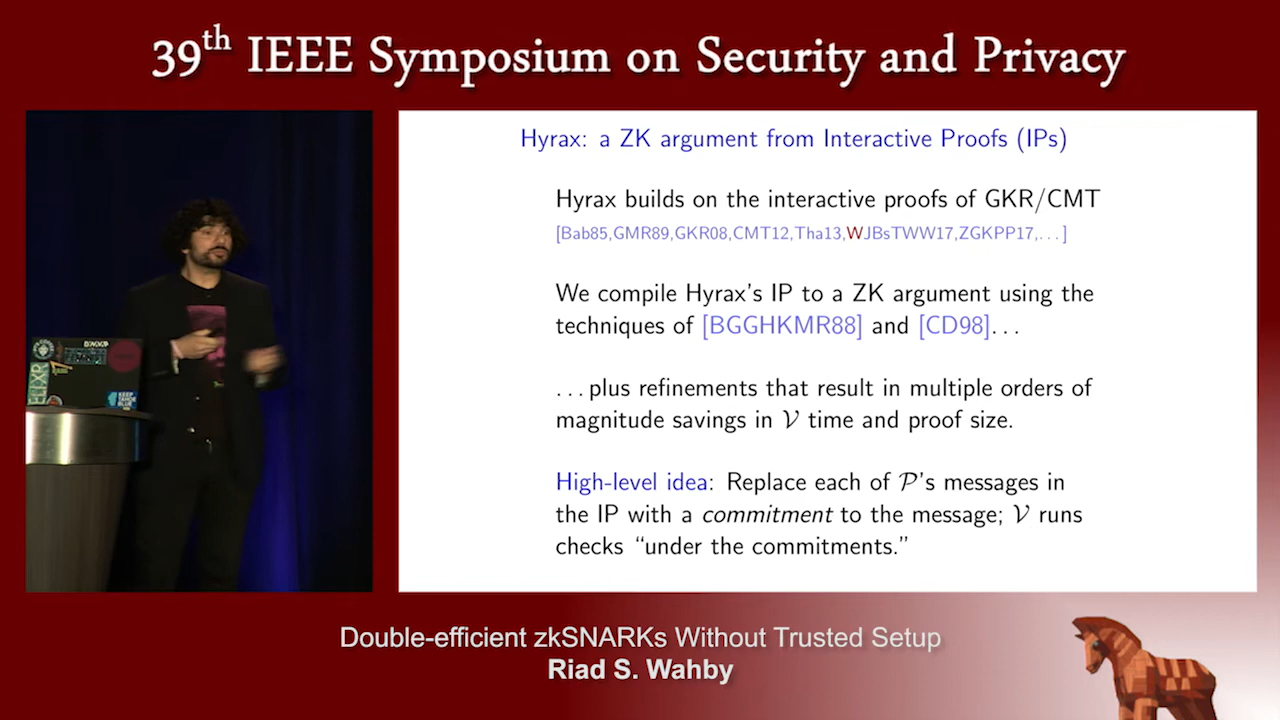 39th IEEE Symposium on Security and Privacy
Hyrax: a ZK argument from Interactive Proofs (IPs)
Hyrax builds on the interactive proofs of GKR/CMT
[Bab85,GMR89,GKR08,CMT12,Tha13,WJBsTWW17,ZGKPP17,...]
We compile Hyrax's IP to a ZK argument using the
techniques of [BGGHKMR88] and [CD98]...
...plus refinements that result in multiple orders of
magnitude savings in 𝒱 time and proof size.
High-level idea: Replace each of 𝒫's messages in
the IP with a commitment to the message; 𝒱 runs
checks “under the commitments.”
KEEP
TAHOE
BLUE
Double-efficient zkSNARKs Without Trusted Setup
Riad S. Wahby